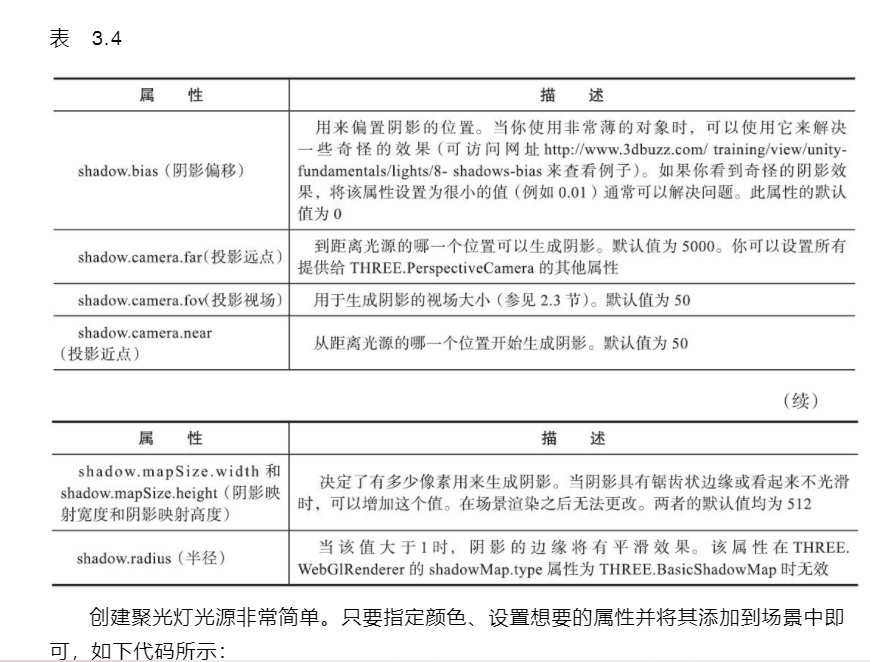 表 3.4
属 性 描 述
shadow.bias（阴影偏移）
用来偏置阴影的位置。当你使用非常薄的对象时，可以使用它来解决
一些奇怪的效果（可访问网址 http://www.3dbuzz.com/ training/view/unity-
fundamentals/lights/8- shadows-bias 来查看例子）。如果你看到奇怪的阴影效
果，将该属性设置为很小的值（例如 0.01）通常可以解决问题。此属性的默认
值为 0
shadow.camera.far（投影远点）
到距离光源的哪一个位置可以生成阴影。默认值为 5000。你可以设置所有
提供给 THREE.PerspectiveCamera 的其他属性
shadow.camera.fov（投影视场）
用于生成阴影的视场大小（参见 2.3 节）。默认值为 50
shadow.camera.near
（投影近点）
从距离光源的哪一个位置开始生成阴影。默认值为 50
（续）
属 性 描 述
shadow.mapSize.width 和
shadow.mapSize.height（阴影映
射宽度和阴影映射高度）
决定了有多少像素用来生成阴影。当阴影具有锯齿状边缘或看起来不光滑
时，可以增加这个值。在场景渲染之后无法更改。两者的默认值均为 512
shadow.radius（半径）
当该值大于1时，阴影的边缘将有平滑效果。该属性在 THREE.
WebGlRenderer 的 shadowMap.type 属性为 THREE.BasicShadowMap 时无效
创建聚光灯光源非常简单。只要指定颜色、设置想要的属性并将其添加到场景中即
可，如下代码所示：